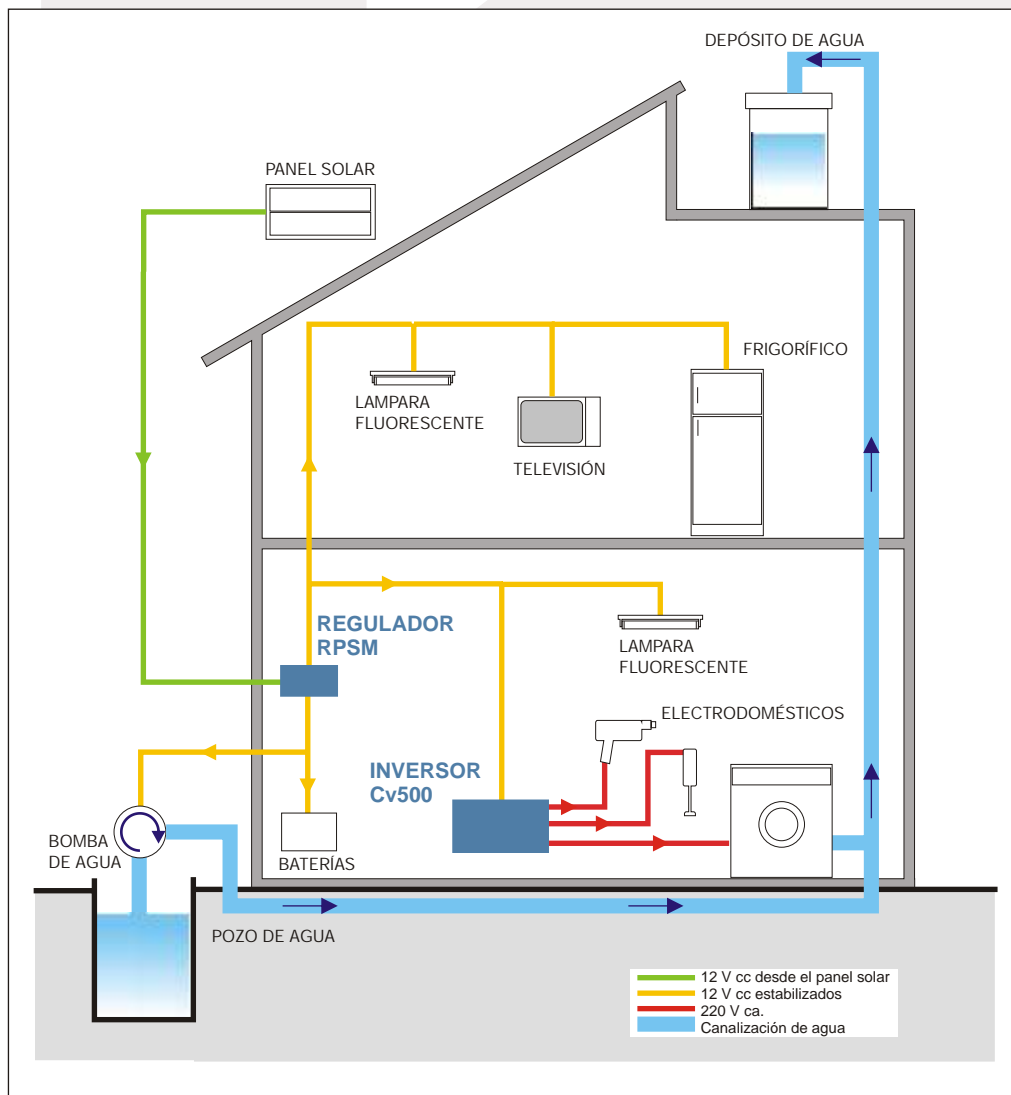 DEPÓSITO DE AGUA
PANEL SOLAR
FRIGORÍFICO
LAMPARA
FLUORESCENTE
TELEVISIÓN
REGULADOR
RPSM
LAMPARA
FLUORESCENTE
ELECTRODOMÉSTICOS
INVERSOR
Cv500
BOMBA
DE AGUA
BATERÍAS
POZO DE AGUA
12 V cc desde el panel solar
12 V cc estabilizados
220 V ca.
Canalización de agua